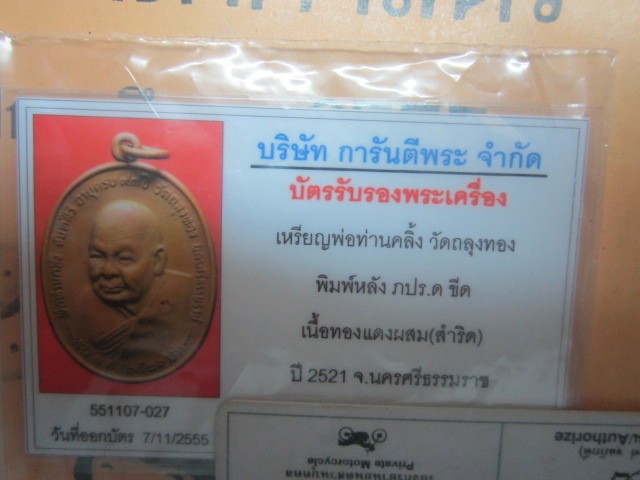 บริษัท การันตีพระ จำกัด
บัตรรับรองพระเครื่อง
เหรียญพ่อท่านคลิ้ง วัดถลุงทอง
พิมพ์หลัง ภปร.ด ขีด
เนื้อทองแดงผสม(สำริด)
ปี 2521 จ.นครศรีธรรมราช
551107-027
วันที่ออกบัตร 7/11/2555
Private Motorcycle
/Authorize